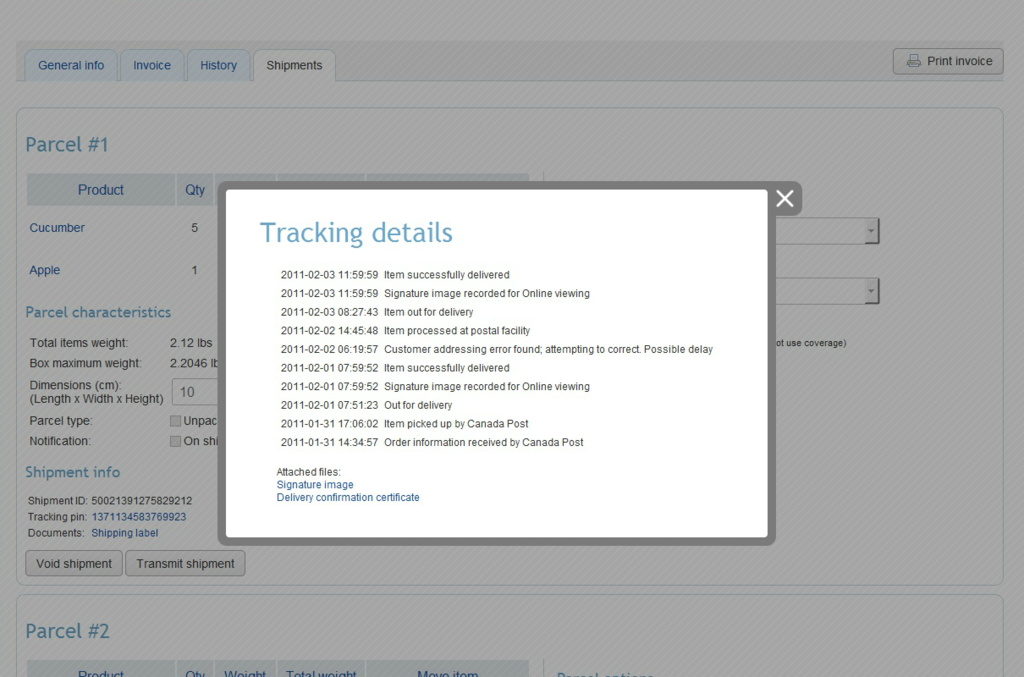 General info
Invoice
History
Shipments
Print invoice
Parcel #1
Product
Qty
Cucumber
5
Apple
1
Tracking details
2011-02-03 11:59:59 Item successfully delivered
2011-02-03 11:59:59 Signature image recorded for Online viewing
2011-02-03 08:27:43 Item out for delivery
2011-02-02 14:45:48 Item processed at postal facility
2011-02-02 06:19:57 Customer addressing error found; attempting to correct. Possible delay
2011-02-01 07:59:52 Item successfully delivered
2011-02-01 07:59:52 Signature image recorded for Online viewing
2011-02-01 07:51:23 Out for delivery
2011-01-31 17:06:02 Item picked up by Canada Post
2011-01-31 14:34:57 Order information received by Canada Post
Attached files:
Signature image
Delivery confirmation certificate
Parcel characteristics
Total items weight: 2.12 lbs
Box maximum weight: 2.2046
Dimensions (cm):
(Length x Width x Height)
10
Parcel type:
Notification: On
use coverage)
Shipment info
Shipment ID: 50021391275829212
Tracking pin: 1371134583769923
Documents: Shipping label
Void shipment
Transmit shipment
Parcel #2
Product
Qty
Weight
Total weight
Move item
Parcel options